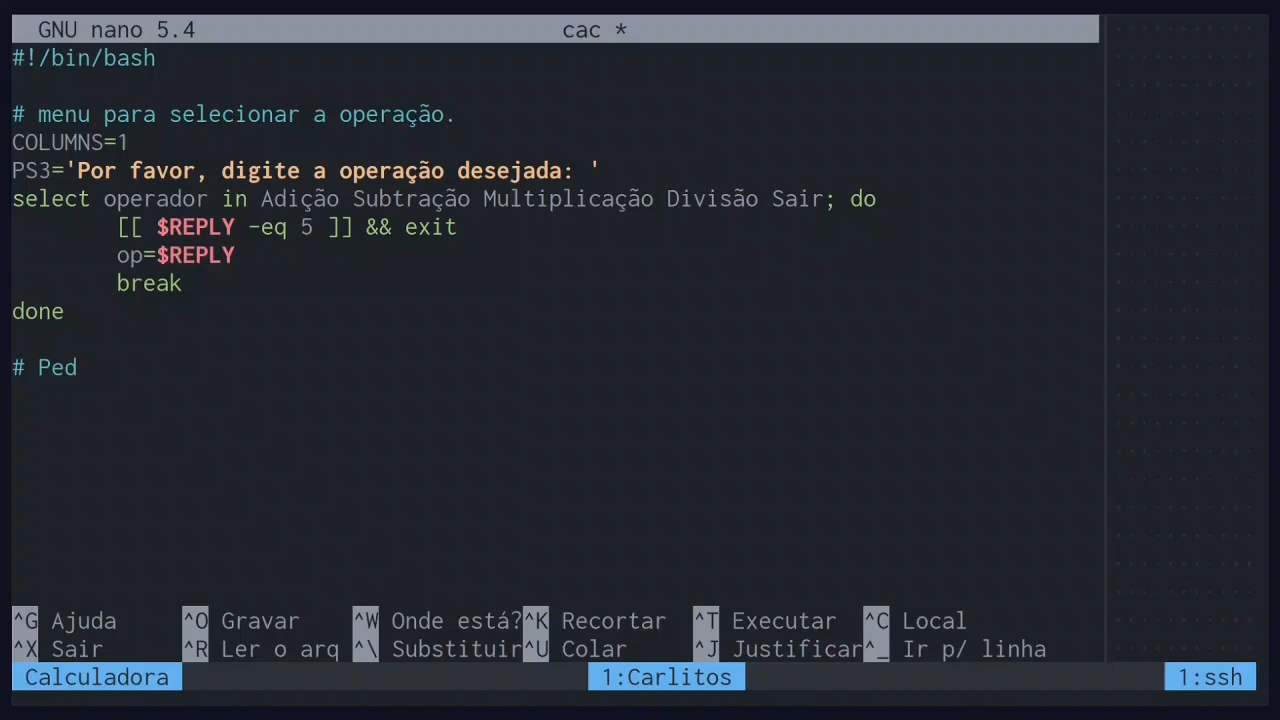 GNU nano 5.4 cac *
#!/bin/bash
# menu para selecionar a operação.
COLUMNS=1
PS3='Por favor, digite a operação desejada: '
select operador in Adição Subtração Multiplicação Divisão Sair; do
[[ $REPLY -eq 5 ]] && exit
op=$REPLY
break
done
# Ped
^G Ajuda ^O Gravar ^W Onde está? ^K Recortar ^T Executar ^C Local
^X Sair ^R Ler o arq ^\ Substituir ^U Colar ^J Justificar ^_ Ir p/ linha
Calculadora 1:Carlitos 1:ssh